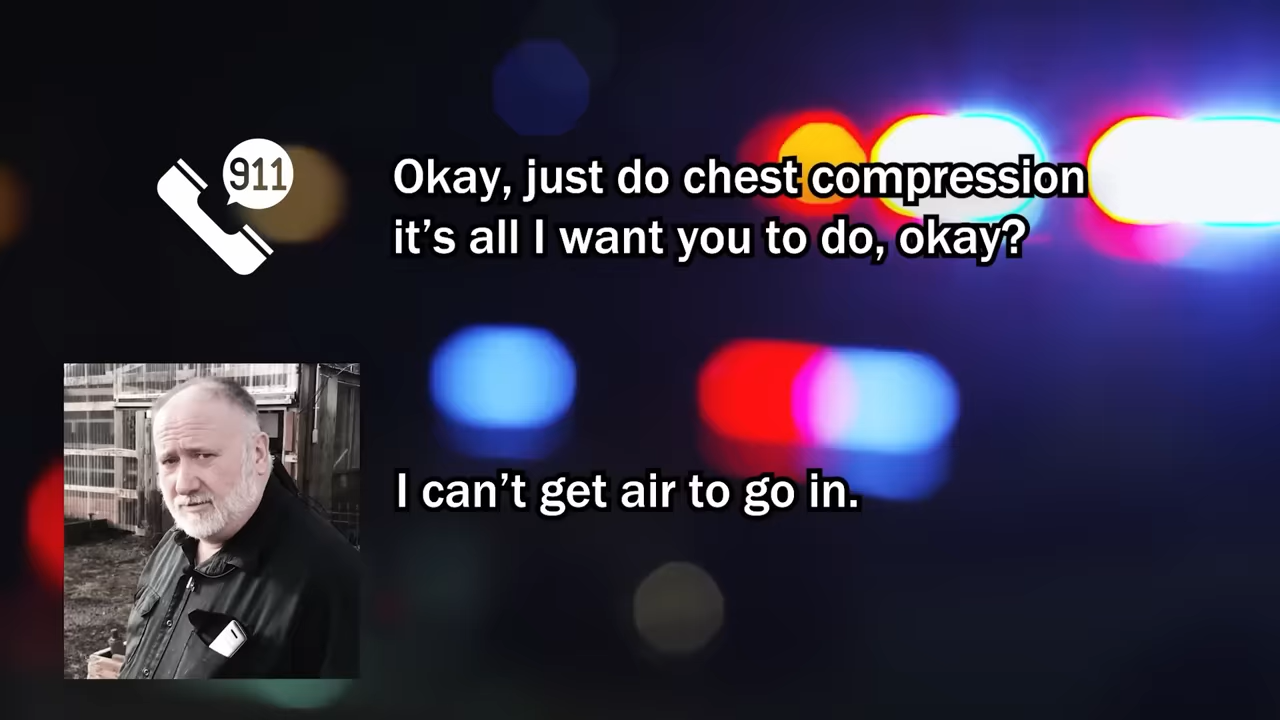 911
Okay, just do chest compression
it’s all I want you to do, okay?
I can’t get air to go in.